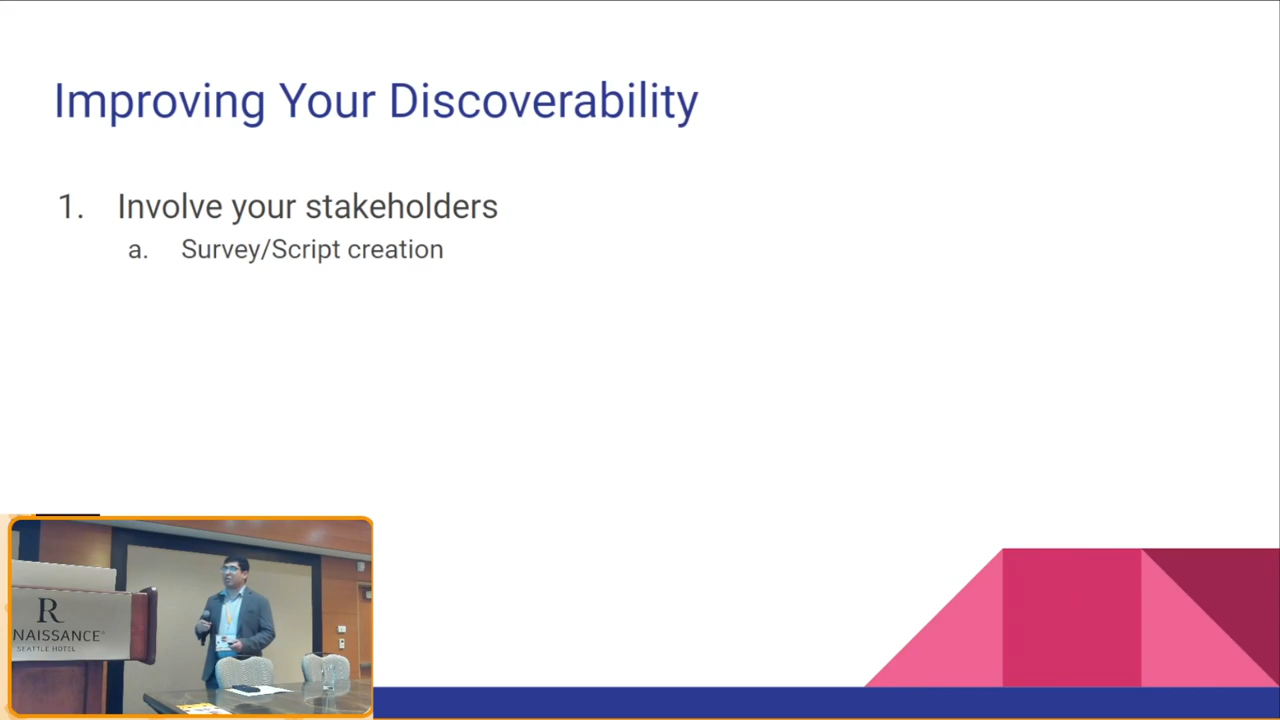 Improving Your Discoverability
1. Involve your stakeholders
a. Survey/Script creation
R
NAISSANCE
SEATTLE HOTEL